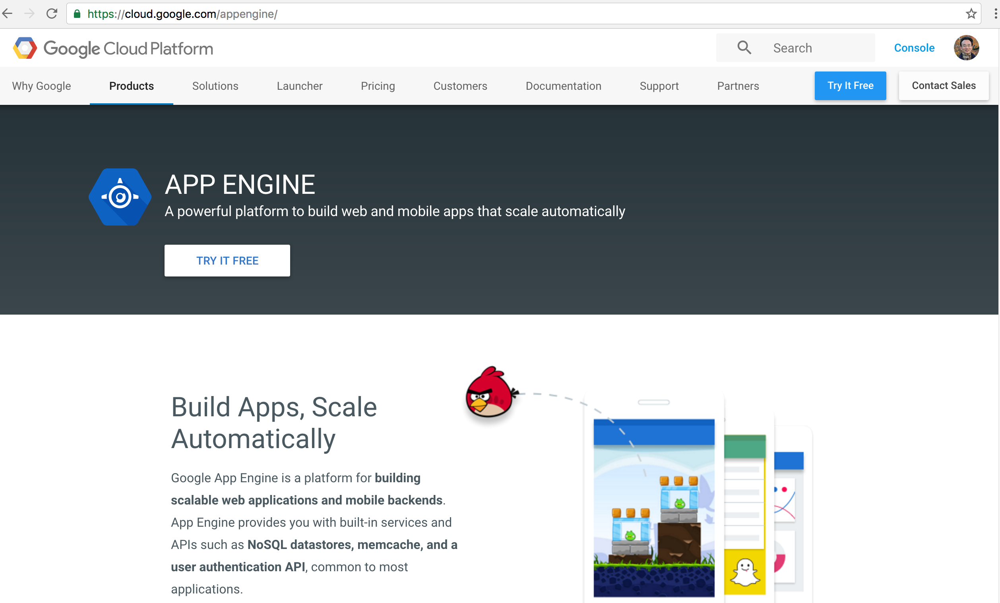 https://cloud.google.com/appengine/
Google Cloud Platform
Search
Console
Why Google
Products
Solutions
Launcher
Pricing
Customers
Documentation
Support
Partners
Try It Free
Contact Sales
APP ENGINE
A powerful platform to build web and mobile apps that scale automatically
TRY IT FREE
Build Apps, Scale
Automatically
Google App Engine is a platform for building
scalable web applications and mobile backends.
App Engine provides you with built-in services and
APIs such as NoSQL datastores, memcache, and a
user authentication API, common to most
applications.